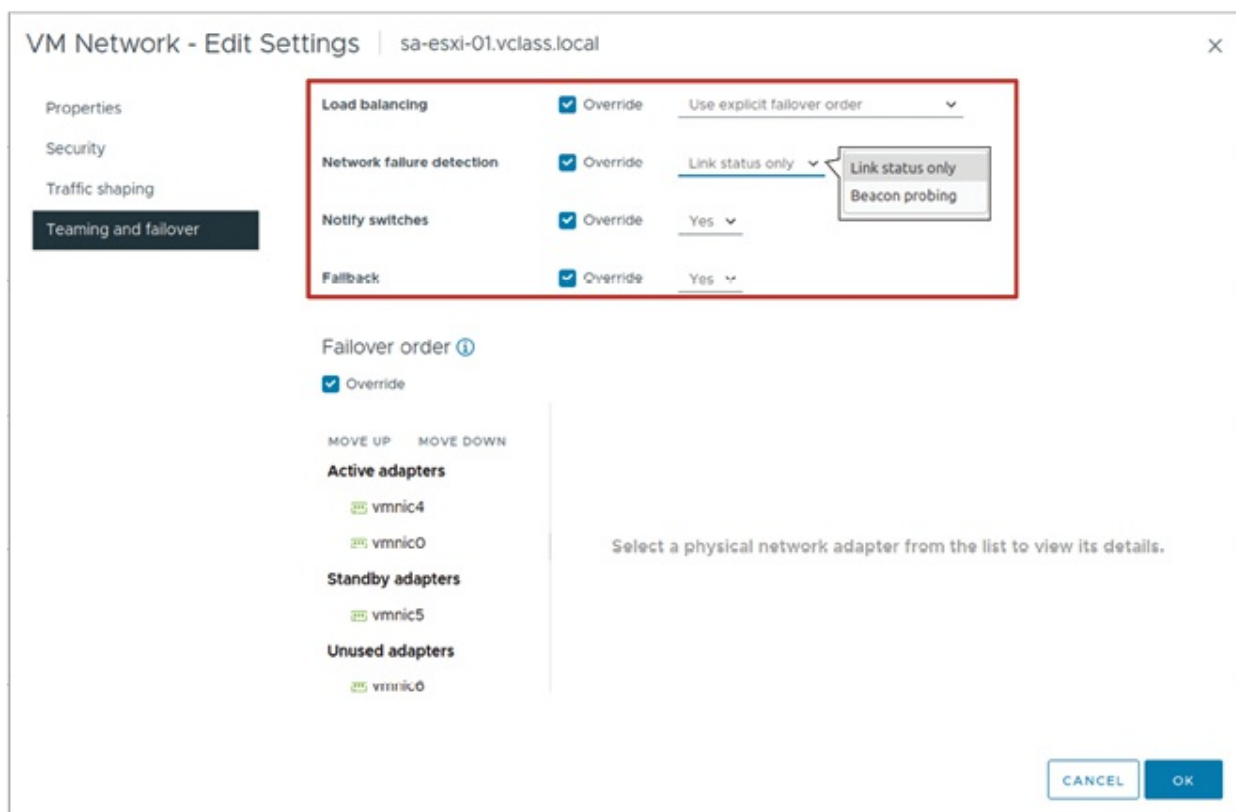 VM Network - Edit Settings sa-esxi-01.vclass.local
Properties
Security
Traffic shaping
Teaming and failover
Load balancing Override Use explicit failover order
Network failure detection Override Link status only
Link status only
Beacon probing
Notify switches Override Yes
Failback Override Yes
Failover order
Override
MOVE UP MOVE DOWN
Active adapters
vmnic4
vmnic0
Standby adapters
vmnic5
Unused adapters
vmnic6
Select a physical network adapter from the list to view its details.
CANCEL OK